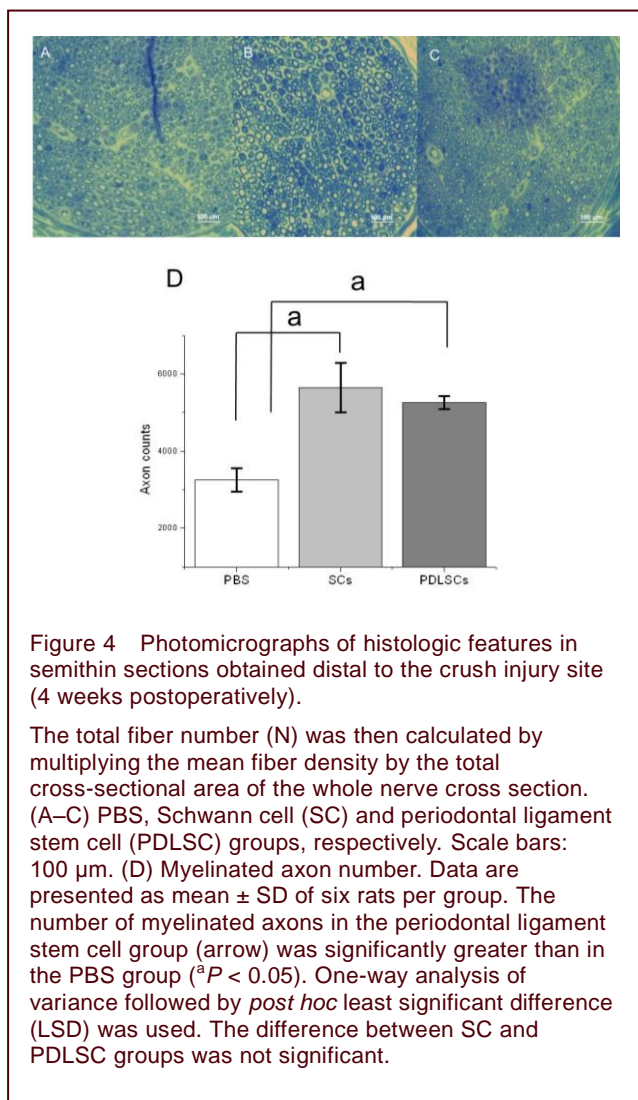 A B C
100 µm 100 µm 100 µm
D
a
a
6000
4000
2000
Axon counts
PBS SCs PDLSCs
Figure 4 Photomicrographs of histologic features in
semithin sections obtained distal to the crush injury site
(4 weeks postoperatively).
The total fiber number (N) was then calculated by
multiplying the mean fiber density by the total
cross-sectional area of the whole nerve cross section.
(A–C) PBS, Schwann cell (SC) and periodontal ligament
stem cell (PDLSC) groups, respectively. Scale bars:
100 µm. (D) Myelinated axon number. Data are
presented as mean ± SD of six rats per group. The
number of myelinated axons in the periodontal ligament
stem cell group (arrow) was significantly greater than in
the PBS group (ᵃP < 0.05). One-way analysis of
variance followed by post hoc least significant difference
(LSD) was used. The difference between SC and
PDLSC groups was not significant.